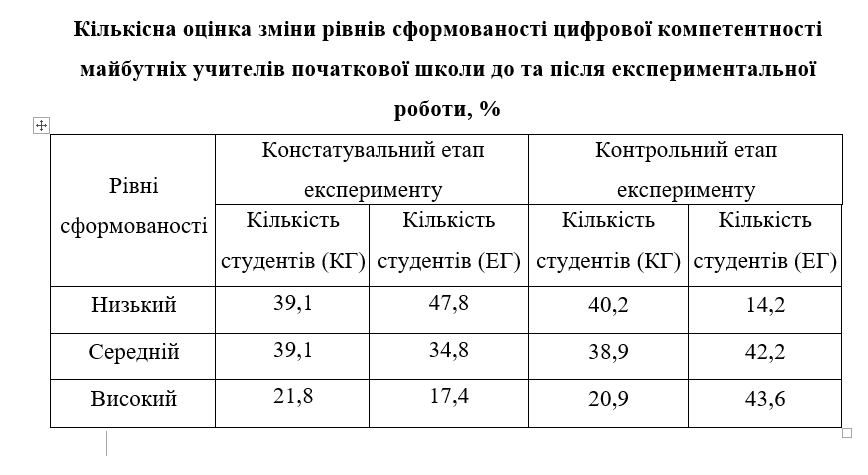 Кількісна оцінка зміни рівнів сформованості цифрової компетентності
майбутніх учителів початкової школи до та після експериментальної
роботи, %
Рівні
сформованості
Констатувальний етап
експерименту
Контрольний етап
експерименту
Кількість
студентів (КГ)
Кількість
студентів (ЕГ)
Кількість
студентів (КГ)
Кількість
студентів (ЕГ)
Низький 39,1 47,8 40,2 14,2
Середній 39,1 34,8 38,9 42,2
Високий 21,8 17,4 20,9 43,6